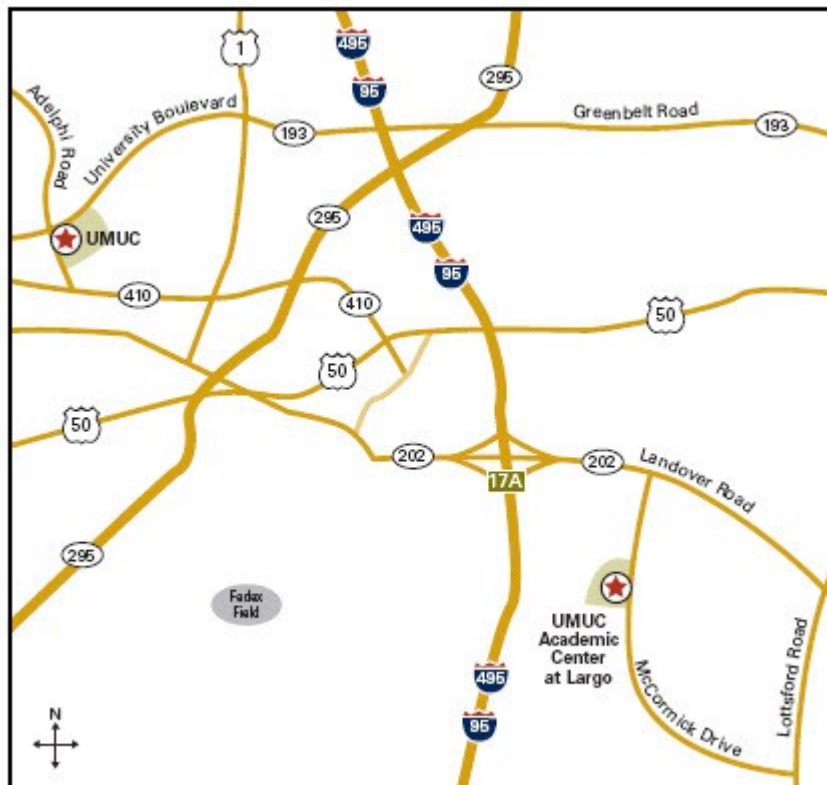 495
1
95
295
Adelphi Road
University Boulevard
Greenbelt Road
193
193
295
495
UMUC
95
410
410
50
50
50
202
202
Landover Road
17A
295
Fedex
Field
UMUC
Academic
Center
at Largo
Lottsford Road
McCormick Drive
495
95
N